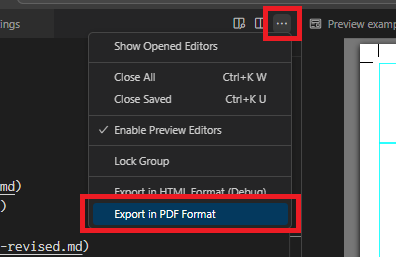 ngs
Preview examp
Show Opened Editors
Close All Ctrl+K W
Close Saved Ctrl+K U
Enable Preview Editors
Lock Group
Export in HTML Format (Debug)
Export in PDF Format
md)
)
-revised.md)